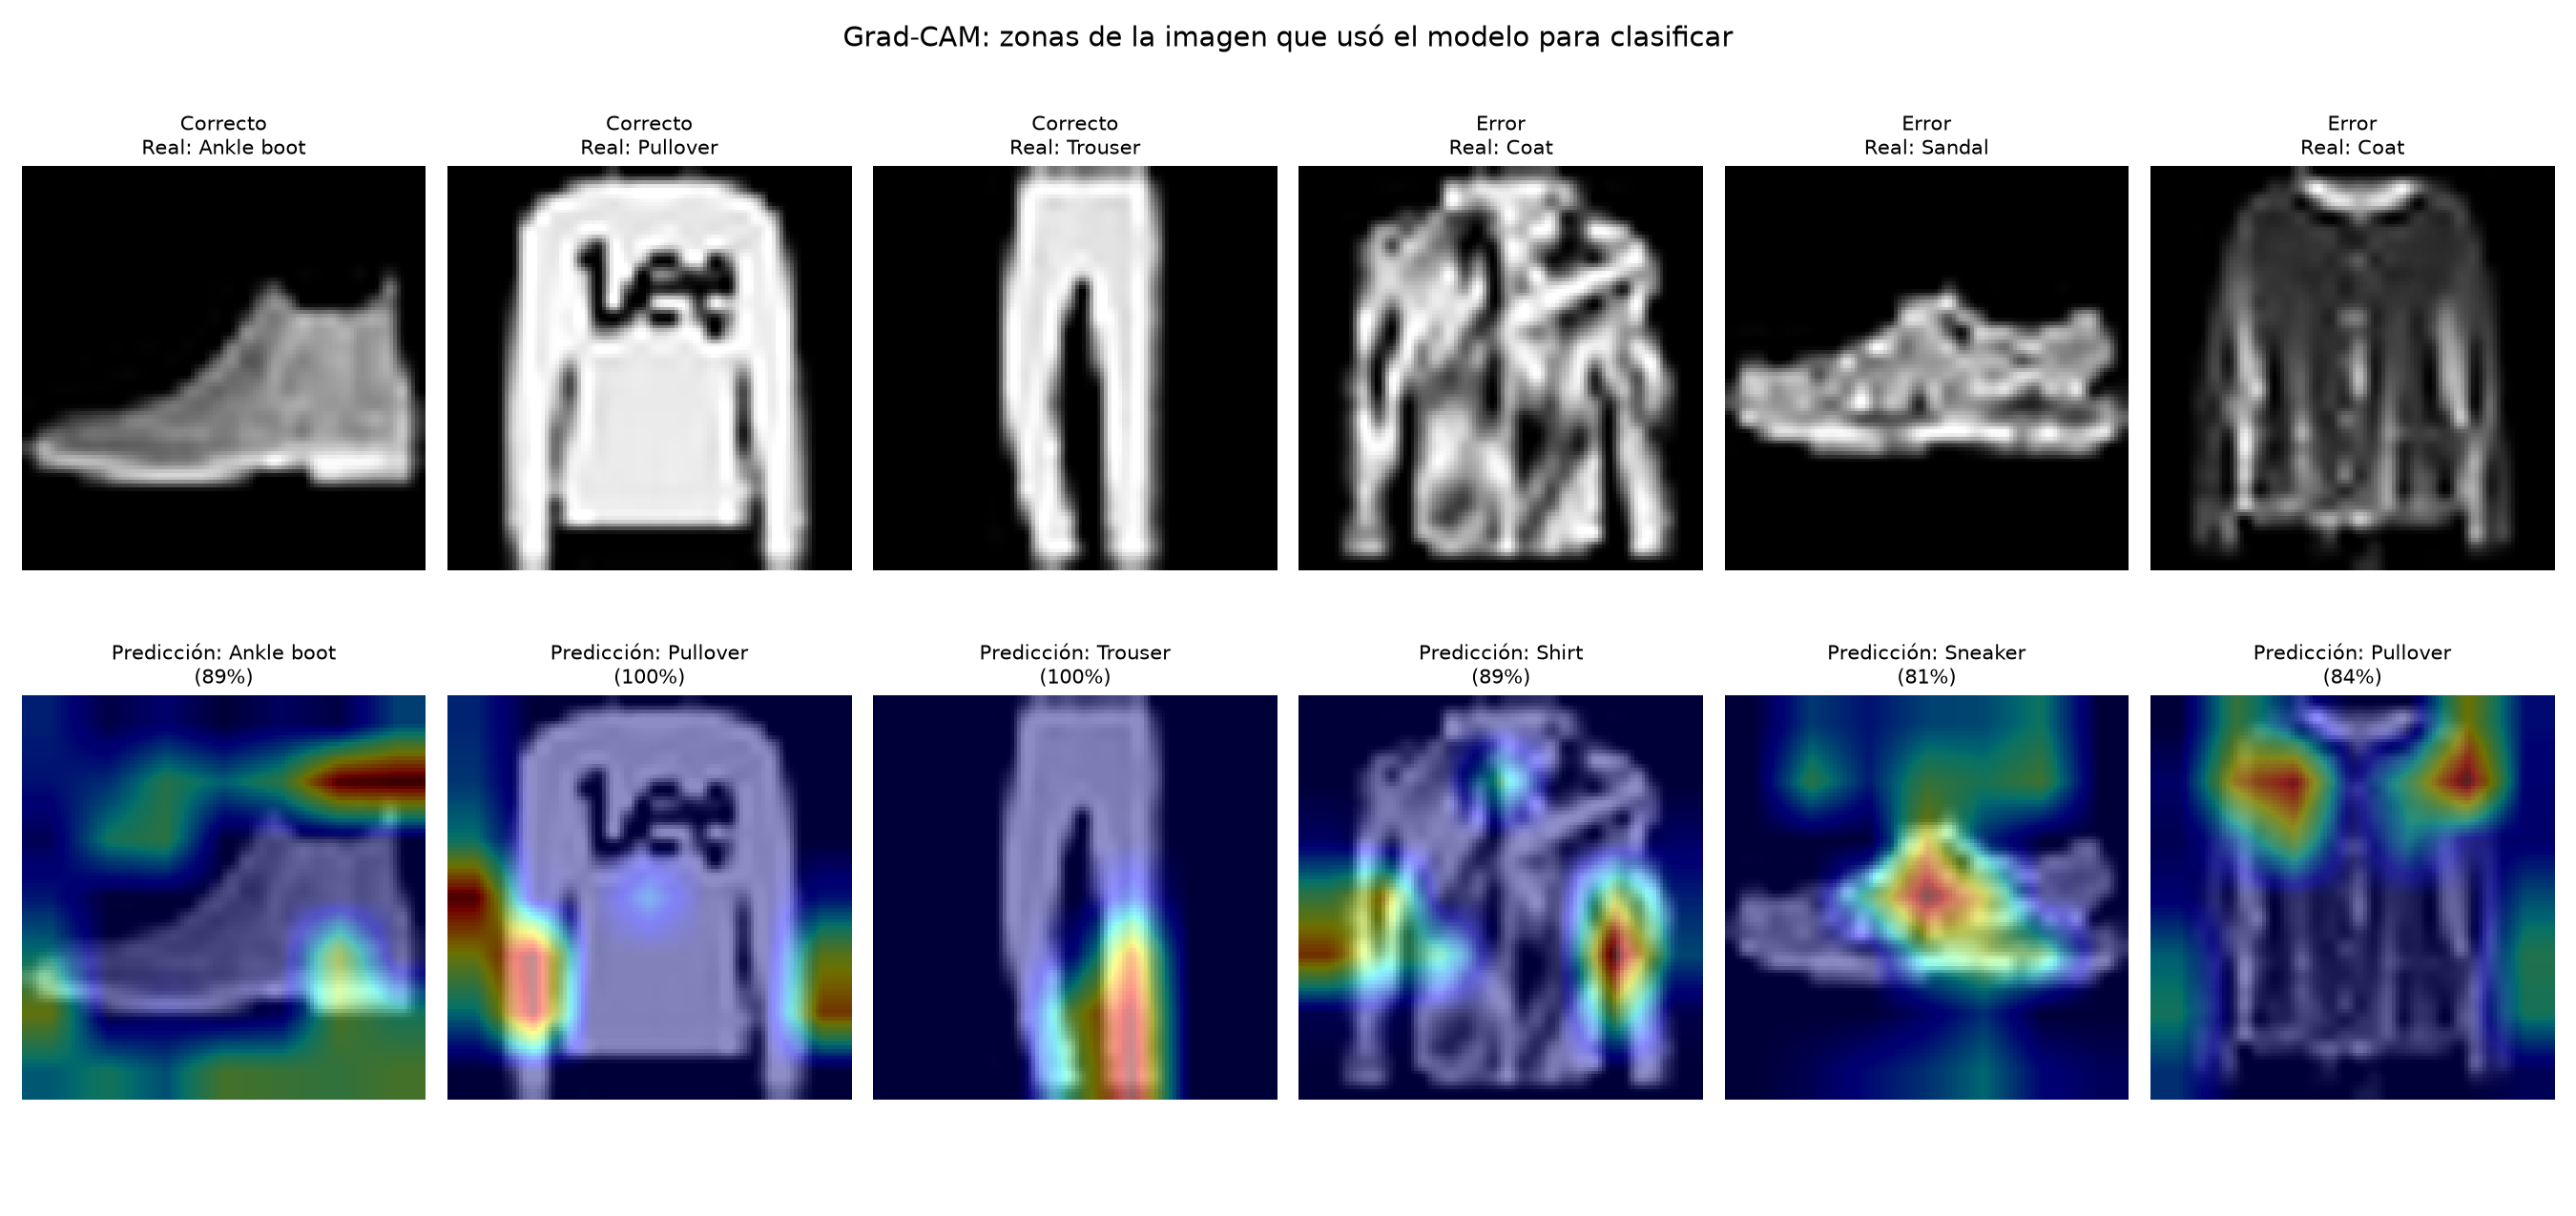 Grad-CAM: zonas de la imagen que usó el modelo para clasificar
Correcto
Real: Ankle boot
Correcto
Real: Pullover
Correcto
Real: Trouser
Error
Real: Coat
Error
Real: Sandal
Error
Real: Coat
Lee
Predicción: Ankle boot
(89%)
Predicción: Pullover
(100%)
Predicción: Trouser
(100%)
Predicción: Shirt
(89%)
Predicción: Sneaker
(81%)
Predicción: Pullover
(84%)
Lee